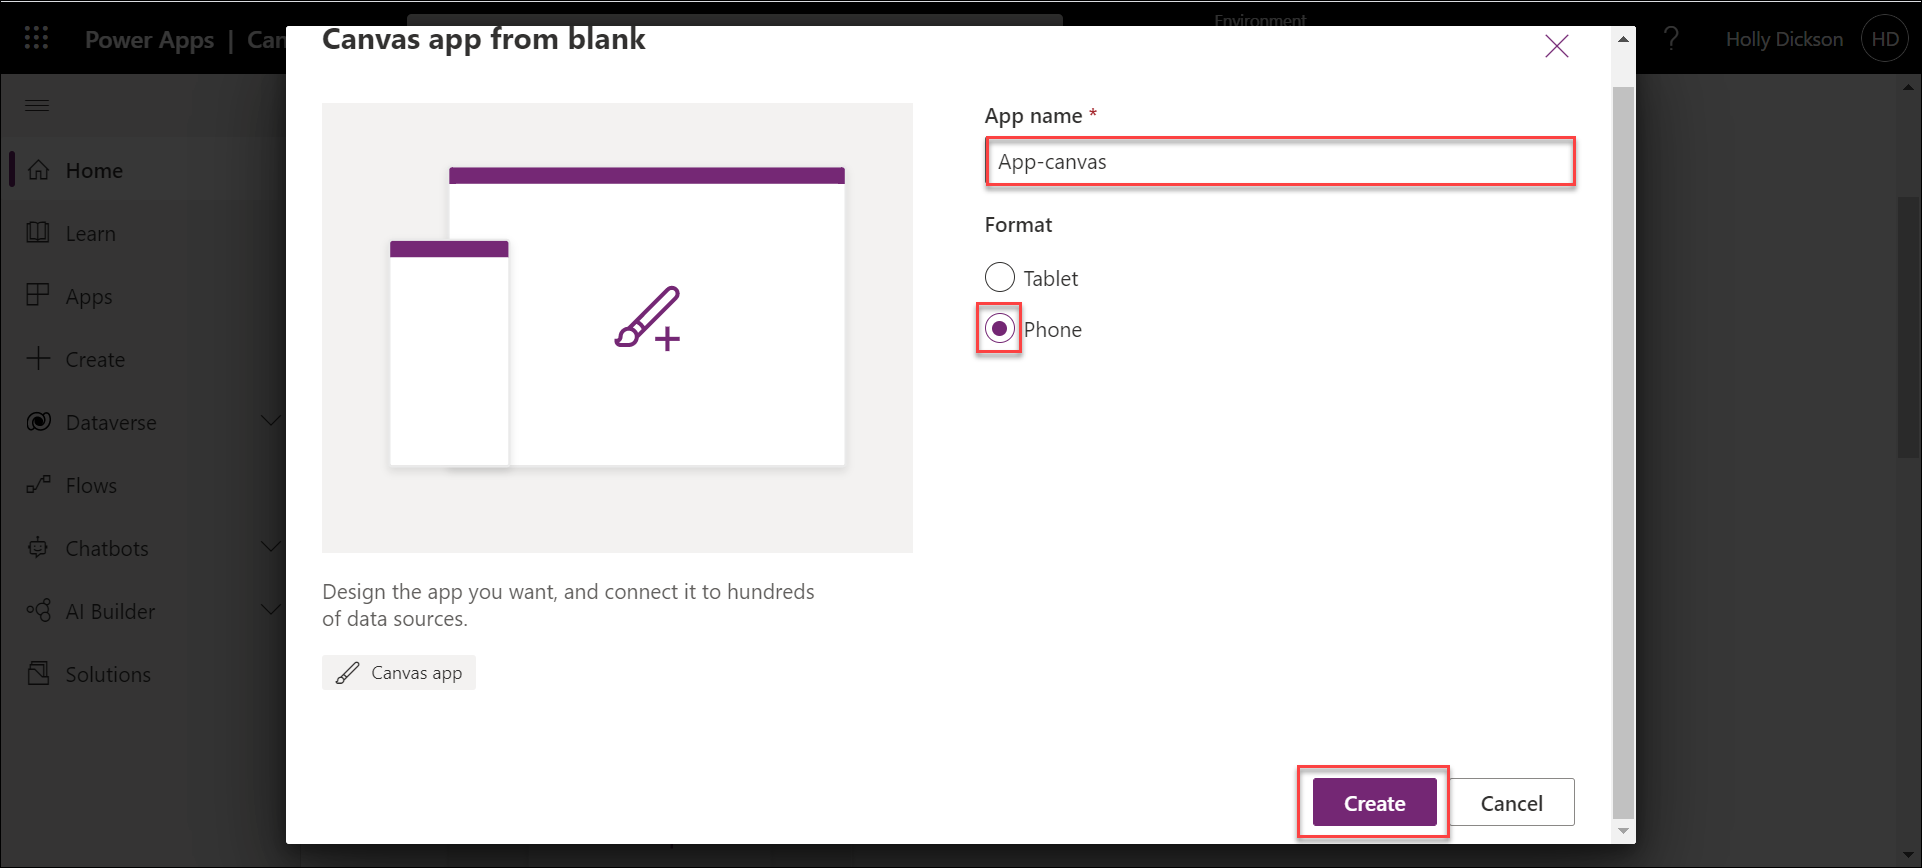 Power Apps | Can
Environment
Holly Dickson
HD
Home
Learn
Apps
Create
Dataverse
Flows
Chatbots
AI Builder
Solutions
Canvas app from blank
Design the app you want, and connect it to hundreds
of data sources.
Canvas app
App name *
App-canvas
Format
Tablet
Phone
Create
Cancel